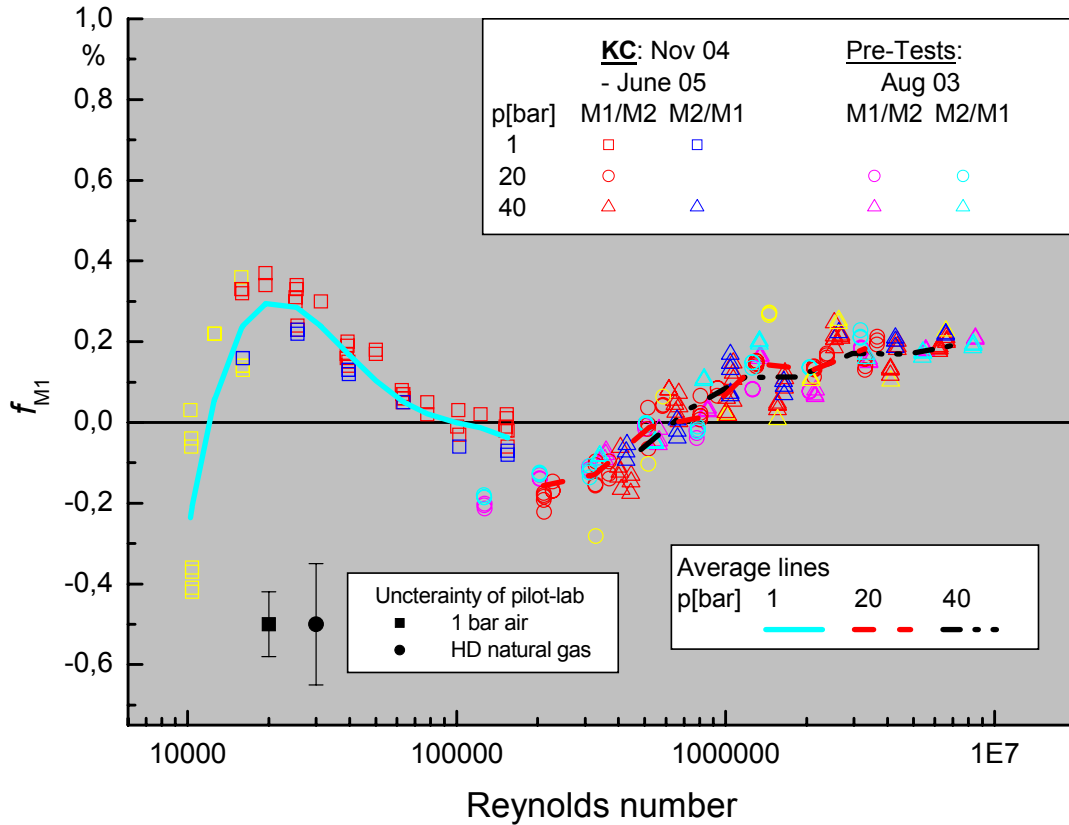 1,0
%
0,8
0,6
0,4
0,2
0,0
-0,2
-0,4
-0,6
fM1
KC: Nov 04 Pre-Tests:
- June 05 Aug 03
p[bar] M1/M2 M2/M1 M1/M2 M2/M1
1
20
40
Uncterainty of pilot-lab
1 bar air
HD natural gas
Average lines
p[bar] 1 20 40
10000 100000 1000000 1E7
Reynolds number